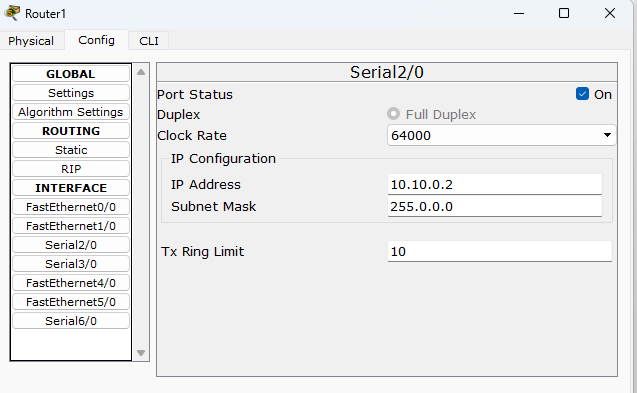 Router1
Physical Config CLI
GLOBAL
Settings
Algorithm Settings
ROUTING
Static
RIP
INTERFACE
FastEthernet0/0
FastEthernet1/0
Serial2/0
Serial3/0
FastEthernet4/0
FastEthernet5/0
Serial6/0
Serial2/0
Port Status On
Duplex Full Duplex
Clock Rate 64000
IP Configuration
IP Address 10.10.0.2
Subnet Mask 255.0.0.0
Tx Ring Limit 10